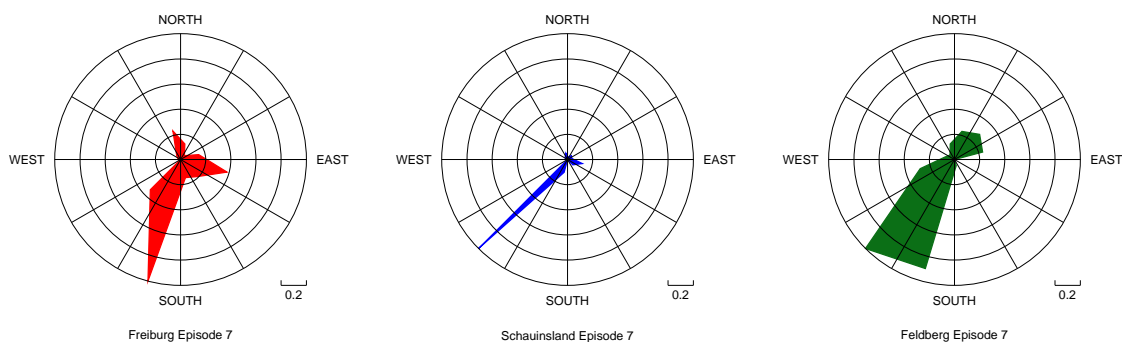 NORTH
WEST
EAST
SOUTH
0.2
Freiburg Episode 7
NORTH
WEST
EAST
SOUTH
0.2
Schauinsland Episode 7
NORTH
WEST
EAST
SOUTH
0.2
Feldberg Episode 7